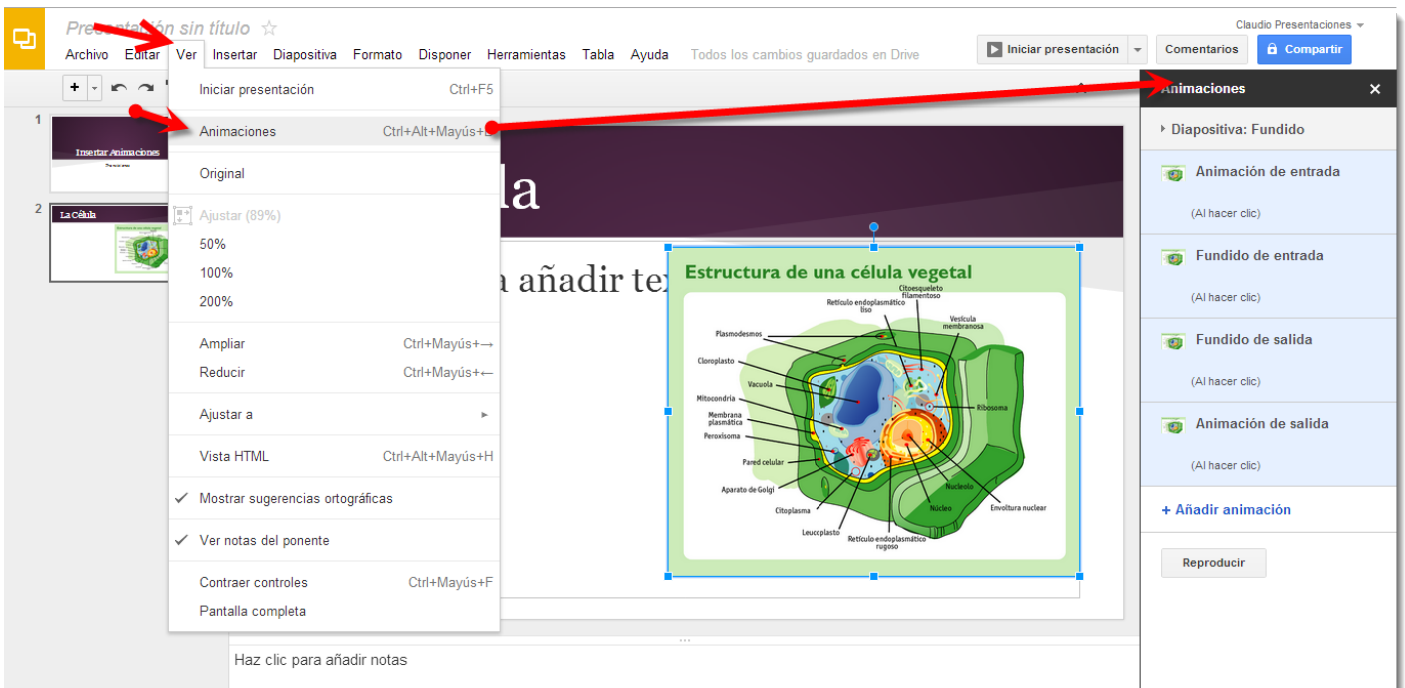 Presentación sin título
Claudio Presentaciones
Archivo Editar Ver Insertar Diapositiva Formato Disponer Herramientas Tabla Ayuda Todos los cambios guardados en Drive
Iniciar presentación
Comentarios
Compartir
Iniciar presentación Ctrl+F5
Animaciones Ctrl+Alt+Mayús+
Original
Ajustar (89%)
50%
100%
200%
Ampliar Ctrl+Mayús+→
Reducir Ctrl+Mayús+←
Ajustar a
Vista HTML Ctrl+Alt+Mayús+H
✓ Mostrar sugerencias ortográficas
✓ Ver notas del ponente
Contraer controles Ctrl+Mayús+F
Pantalla completa
1
Insertar Animaciones
2
La Célula
la
a añadir te
Estructura de una célula vegetal
Citoesqueleto
filamentoso
Retículo endoplasmático
liso
Vesícula
membranosa
Plasmodesmos
Cloroplasto
Vacuola
Mitocondria
Membrana
plasmática
Peroxisoma
Ribosoma
Pared celular
Aparato de Golgi
Nucleolo
Citoplasma
Núcleo
Envoltura nuclear
Leucoplasto
Retículo endoplasmático
rugoso
Haz clic para añadir notas
Animaciones
Diapositiva: Fundido
Animación de entrada
(Al hacer clic)
Fundido de entrada
(Al hacer clic)
Fundido de salida
(Al hacer clic)
Animación de salida
(Al hacer clic)
+ Añadir animación
Reproducir